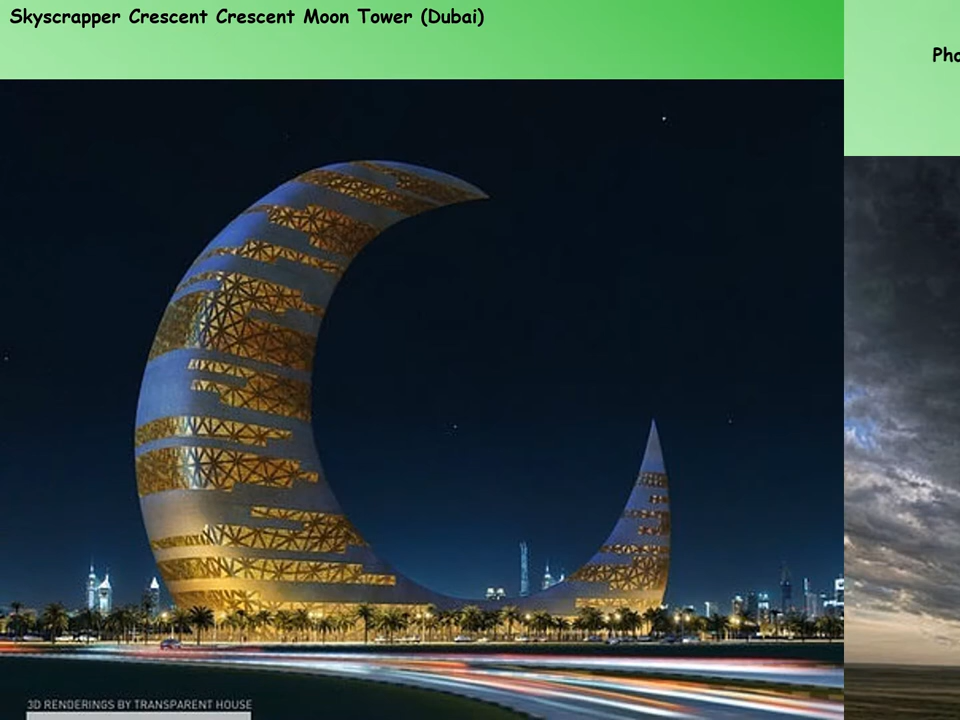 Skyscrapper Crescent Crescent Moon Tower (Dubai)
Pho
3D RENDERINGS BY TRANSPARENT HOUSE